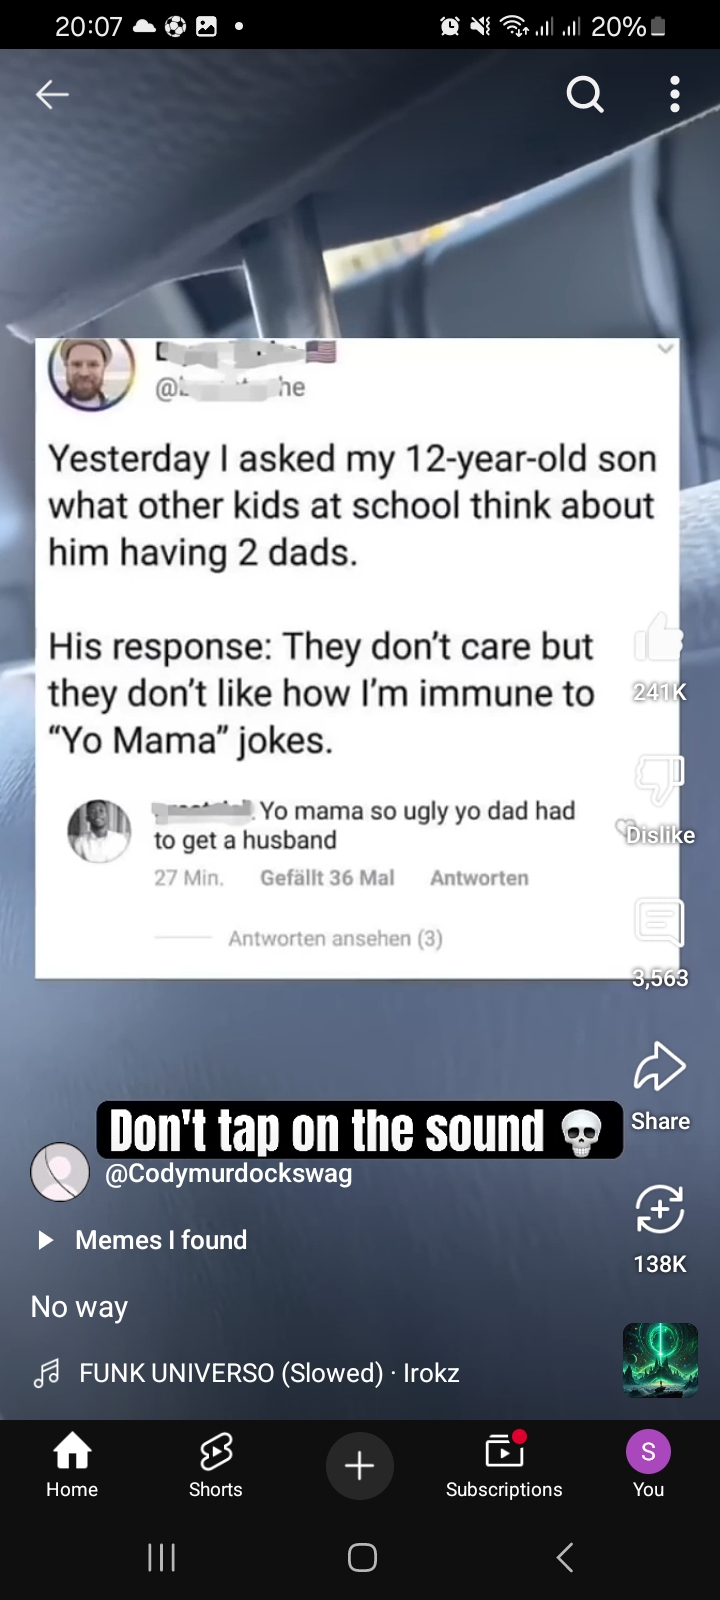 20:07
20%
@
he
Yesterday I asked my 12-year-old son
what other kids at school think about
him having 2 dads.
His response: They don't care but
they don't like how I'm immune to
“Yo Mama” jokes.
Yo mama so ugly yo dad had
to get a husband
27 Min. Gefällt 36 Mal Antworten
Antworten ansehen (3)
241K
Dislike
3,563
Share
138K
Don't tap on the sound 💀
@Codymurdockswag
Memes I found
No way
FUNK UNIVERSO (Slowed) · Irokz
Home
Shorts
Subscriptions
S
You